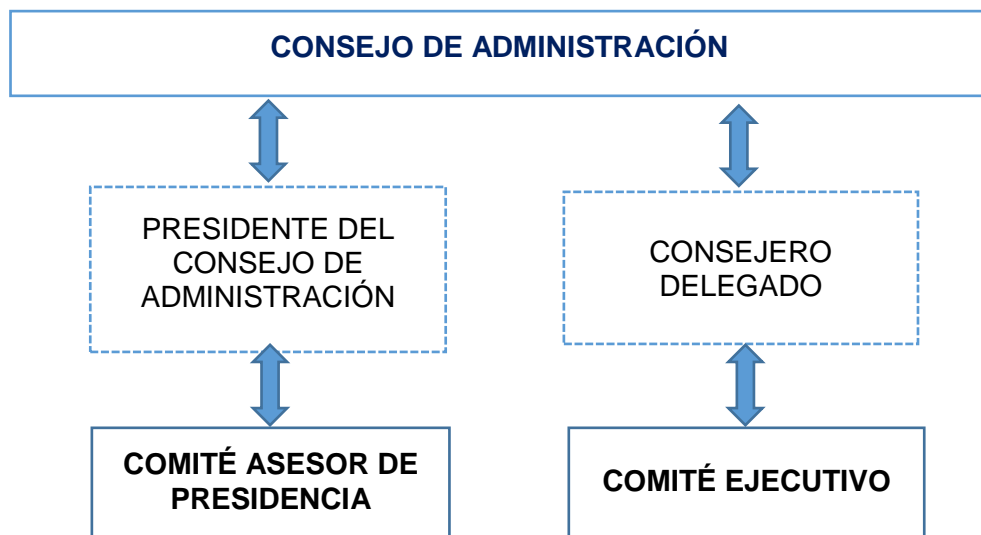 CONSEJO DE ADMINISTRACIÓN
PRESIDENTE DEL
CONSEJO DE
ADMINISTRACIÓN
CONSEJERO
DELEGADO
COMITÉ ASESOR DE
PRESIDENCIA
COMITÉ EJECUTIVO